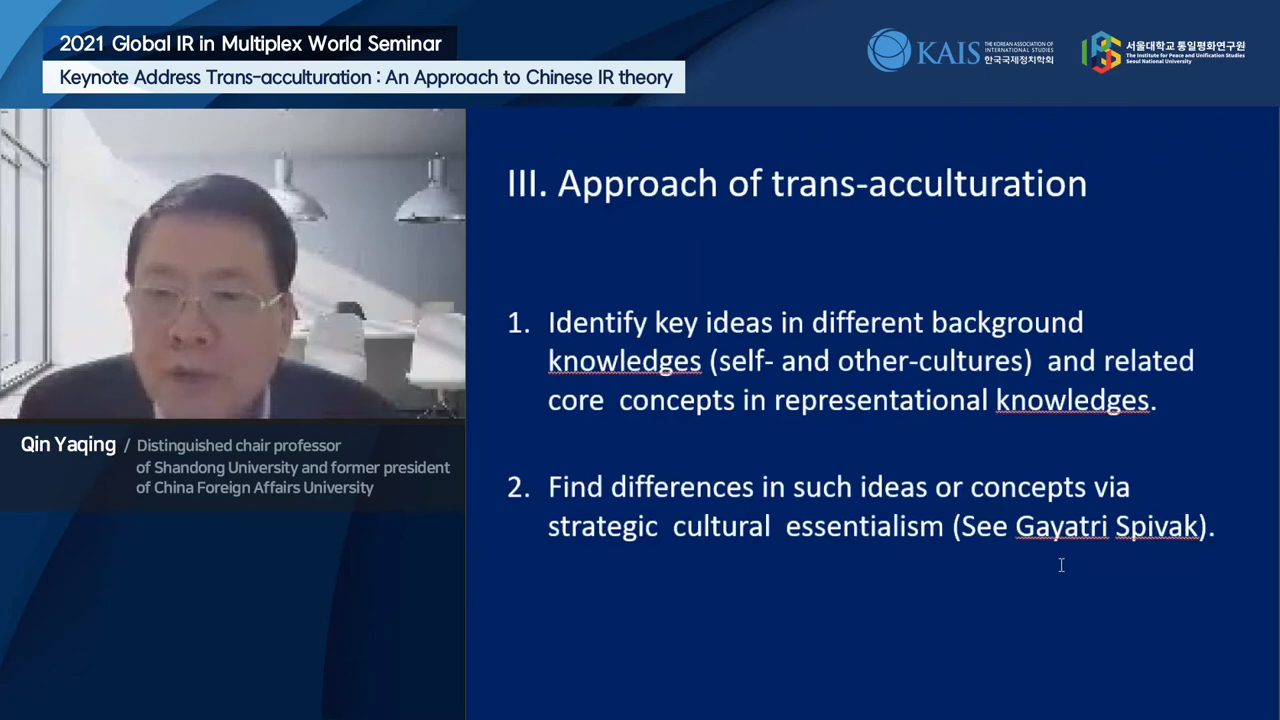 2021 Global IR in Multiplex World Seminar
Keynote Address Trans-acculturation : An Approach to Chinese IR theory
KAIS
THE KOREAN ASSOCIATION OF
INTERNATIONAL STUDIES
한국국제정치학회
서울대학교 통일평화연구원
The Institute for Peace and Unification Studies
Seoul National University
III. Approach of trans-acculturation
1. Identify key ideas in different background
knowledges (self- and other-cultures) and related
core concepts in representational knowledges.
2. Find differences in such ideas or concepts via
strategic cultural essentialism (See Gayatri Spivak).
Qin Yaqing / Distinguished chair professor
of Shandong University and former president
of China Foreign Affairs University